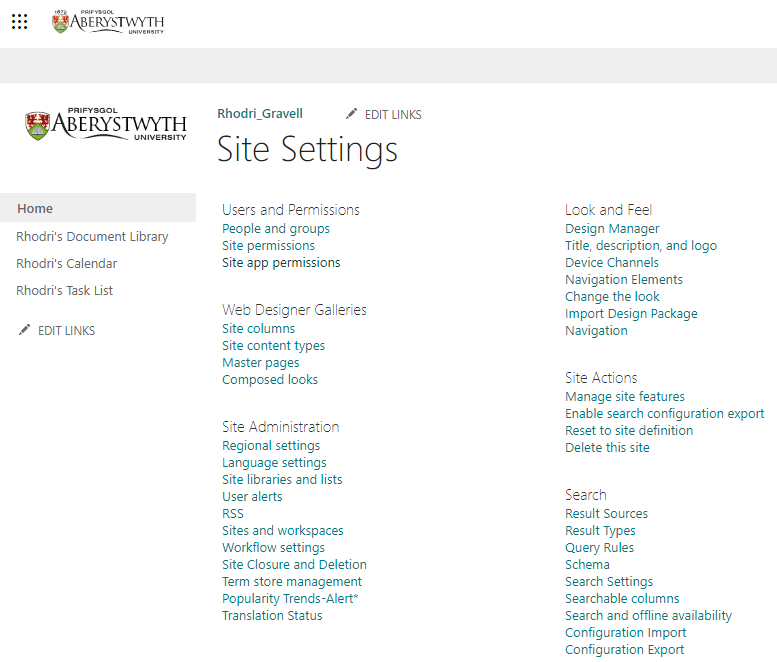 PRIFYSGOL
1872
ABERYSTWYTH
UNIVERSITY
PRIFYSGOL
ABERYSTWYTH
UNIVERSITY
Rhodri_Gravell
EDIT LINKS
Site Settings
Home
Rhodri's Document Library
Rhodri's Calendar
Rhodri's Task List
EDIT LINKS
Users and Permissions
People and groups
Site permissions
Site app permissions
Web Designer Galleries
Site columns
Site content types
Master pages
Composed looks
Site Administration
Regional settings
Language settings
Site libraries and lists
User alerts
RSS
Sites and workspaces
Workflow settings
Site Closure and Deletion
Term store management
Popularity Trends-Alert*
Translation Status
Look and Feel
Design Manager
Title, description, and logo
Device Channels
Navigation Elements
Change the look
Import Design Package
Navigation
Site Actions
Manage site features
Enable search configuration export
Reset to site definition
Delete this site
Search
Result Sources
Result Types
Query Rules
Schema
Search Settings
Searchable columns
Search and offline availability
Configuration Import
Configuration Export